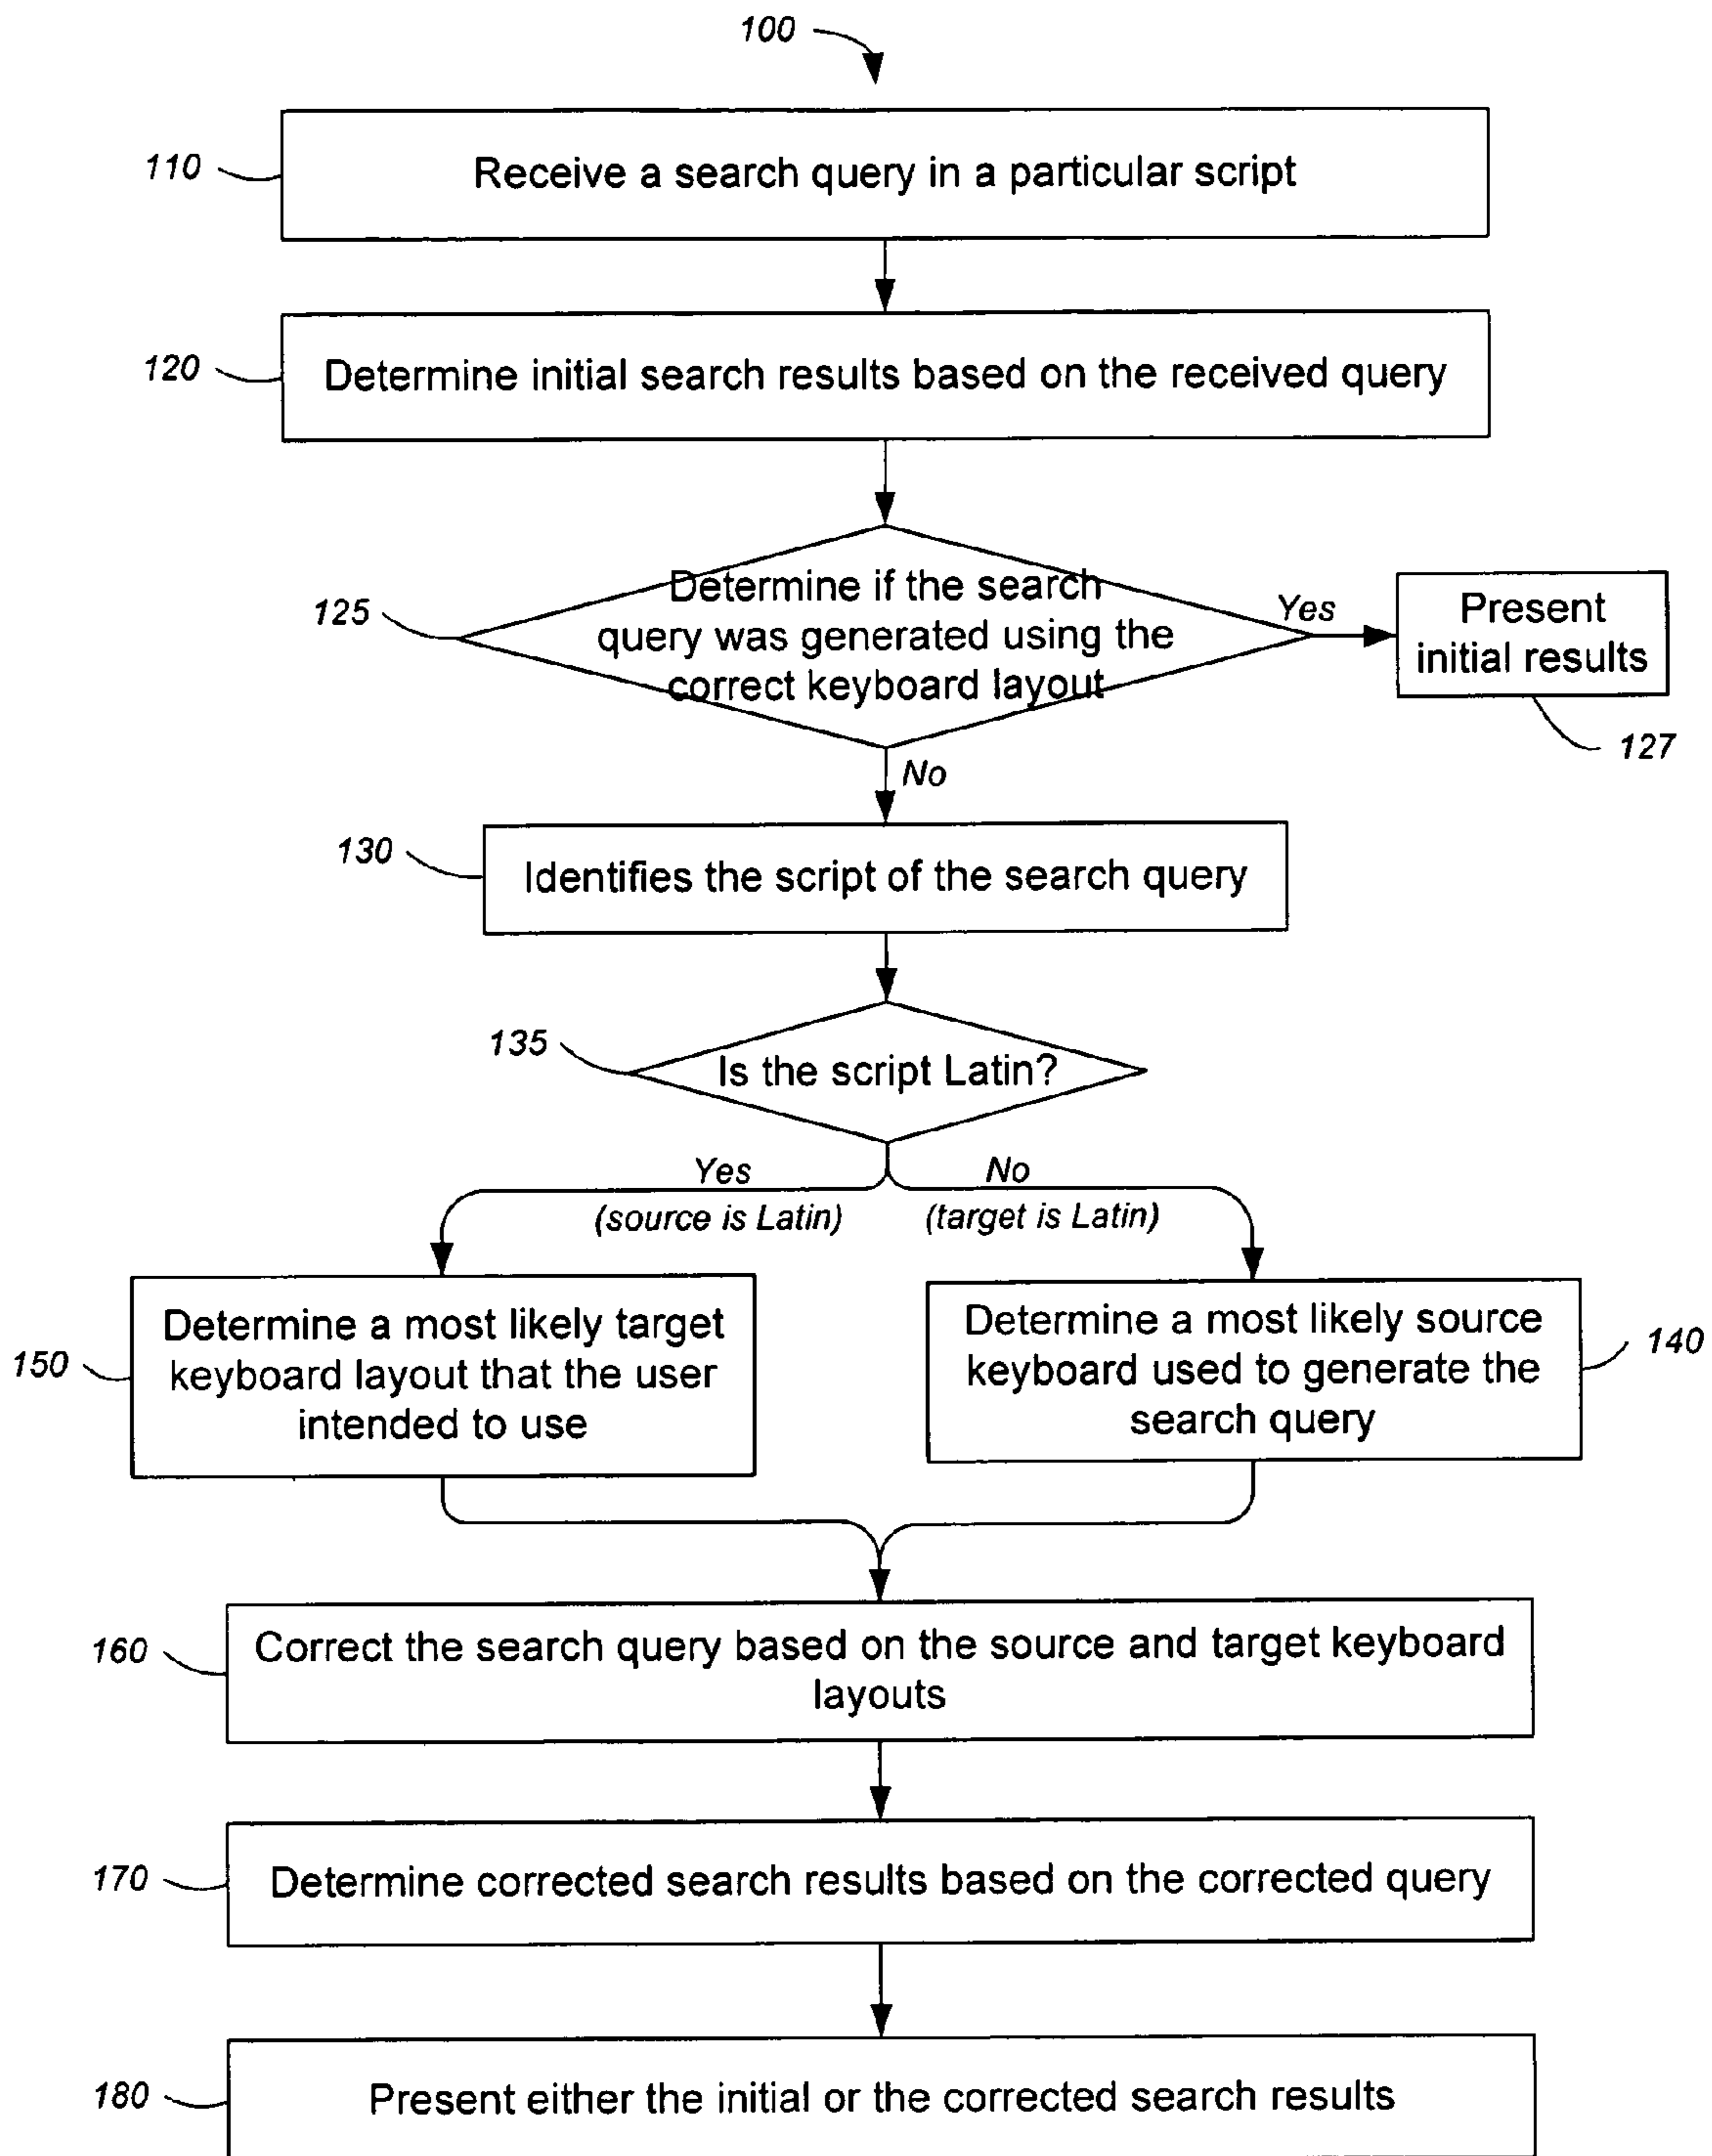 100
110
Receive a search query in a particular script
120
Determine initial search results based on the received query
125
Determine if the search
query was generated using the
correct keyboard layout
Yes
Present
initial results
127
No
130
Identifies the script of the search query
135
Is the script Latin?
Yes
(source is Latin)
No
(target is Latin)
150
Determine a most likely target
keyboard layout that the user
intended to use
Determine a most likely source
keyboard used to generate the
search query
140
160
Correct the search query based on the source and target keyboard
layouts
170
Determine corrected search results based on the corrected query
180
Present either the initial or the corrected search results